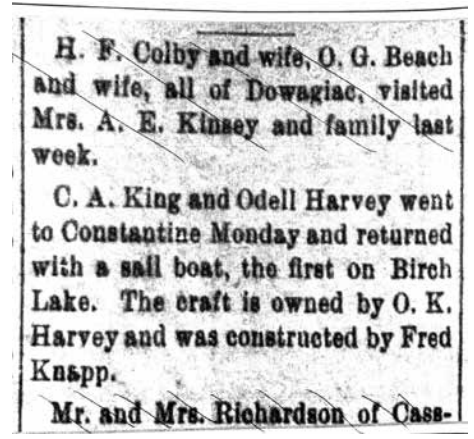 H. F. Colby and wife, O. G. Beach
and wife, all of Dowagiac, visited
Mrs. A. E. Kinsey and family last
week.
C. A. King and Odell Harvey went
to Constantine Monday and returned
with a sail boat, the first on Birch
Lake. The craft is owned by O. K.
Harvey and was constructed by Fred
Knapp.
Mr. and Mrs. Richardson of Cass-